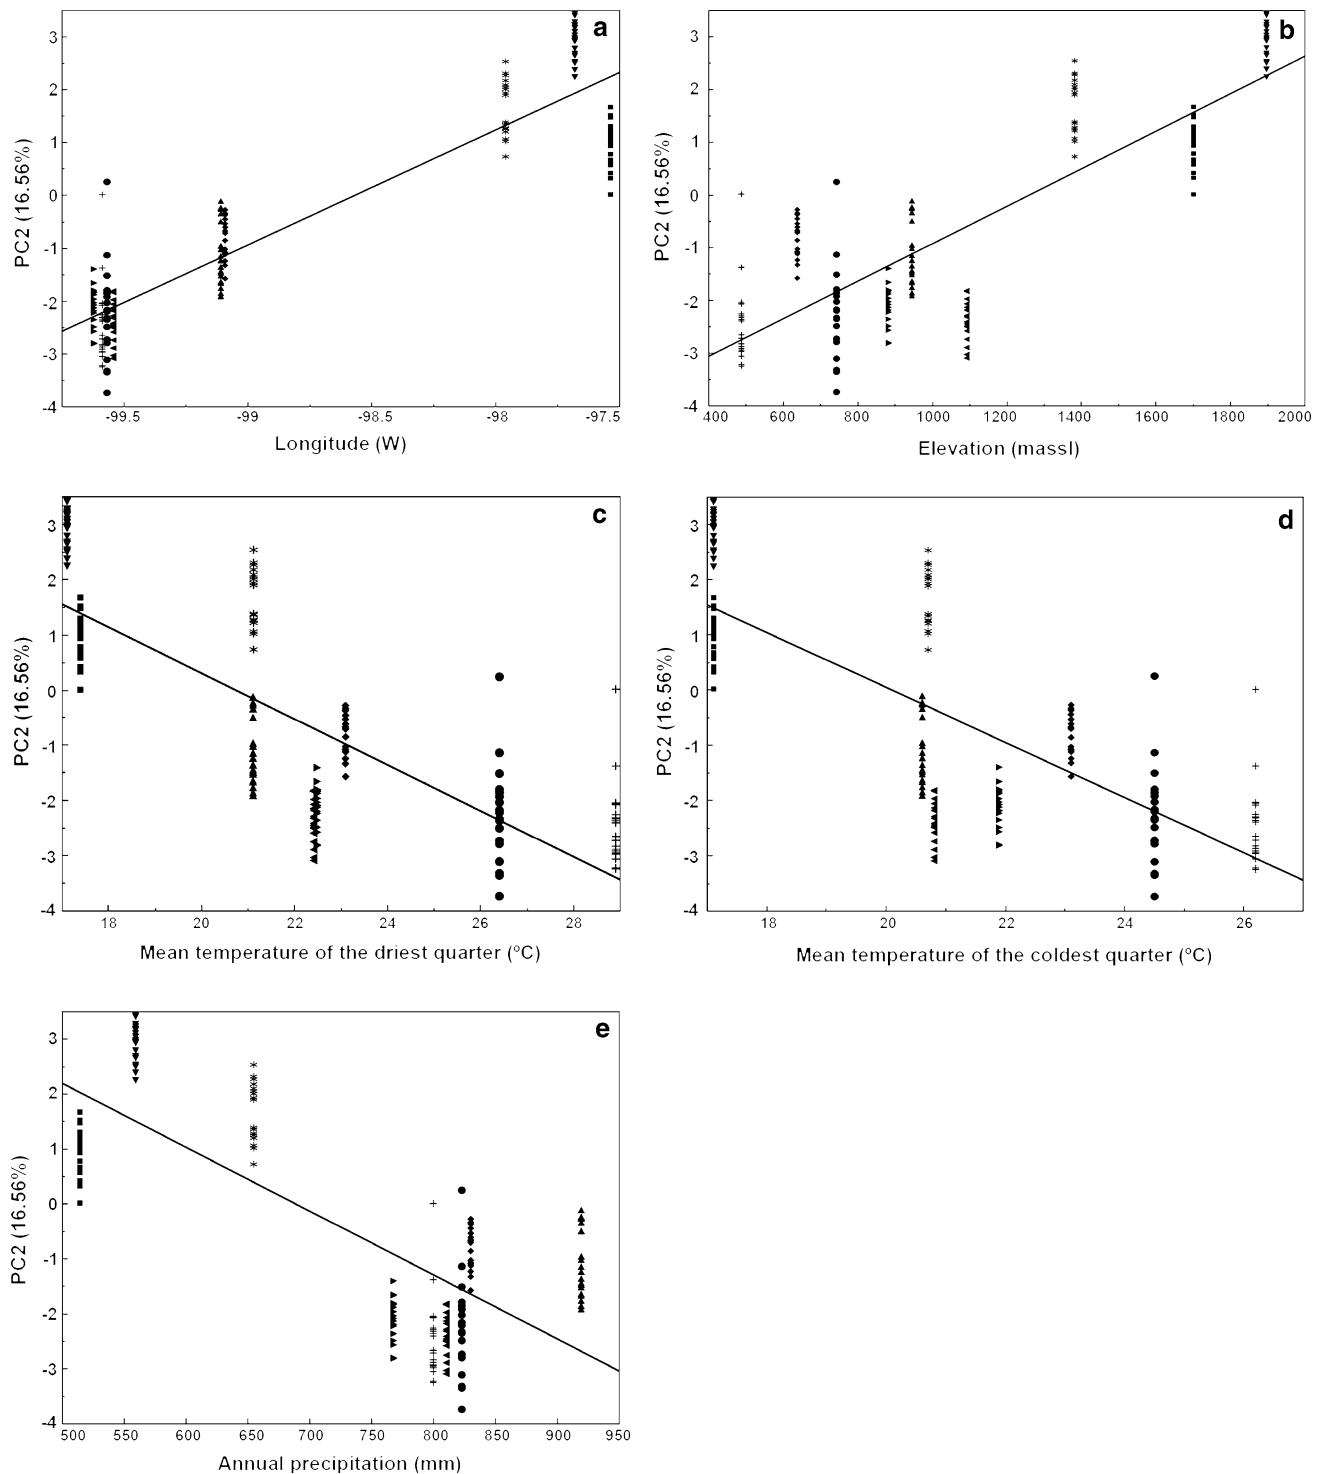 a
3
2
1
0
-1
-2
-3
-4
PC2 (16.56%)
-99.5 -99 -98.5 -98 -97.5
Longitude (W)
b
3
2
1
0
-1
-2
-3
-4
PC2 (16.56%)
400 600 800 1000 1200 1400 1600 1800 2000
Elevation (massl)
c
3
2
1
0
-1
-2
-3
-4
PC2 (16.56%)
18 20 22 24 26 28
Mean temperature of the driest quarter (ºC)
d
3
2
1
0
-1
-2
-3
-4
PC2 (16.56%)
18 20 22 24 26
Mean temperature of the coldest quarter (ºC)
e
3
2
1
0
-1
-2
-3
-4
PC2 (16.56%)
500 550 600 650 700 750 800 850 900 950
Annual precipitation (mm)